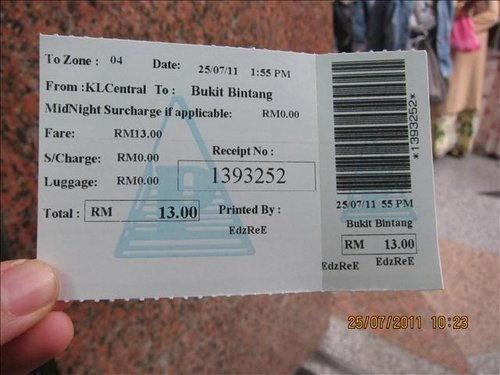 To Zone : 04 Date: 25/07/11 1:55 PM
From :KLCentral To : Bukit Bintang
MidNight Surcharge if applicable: RM0.00
Fare: RM13.00
S/Charge: RM0.00 Receipt No :
Luggage: RM0.00 1393252
Total : RM 13.00 Printed By :
EdzReE
*1393252*
25/07/11 55 PM
Bukit Bintang
RM 13.00
EdzReE EdzReE
25/07/2011 10:23